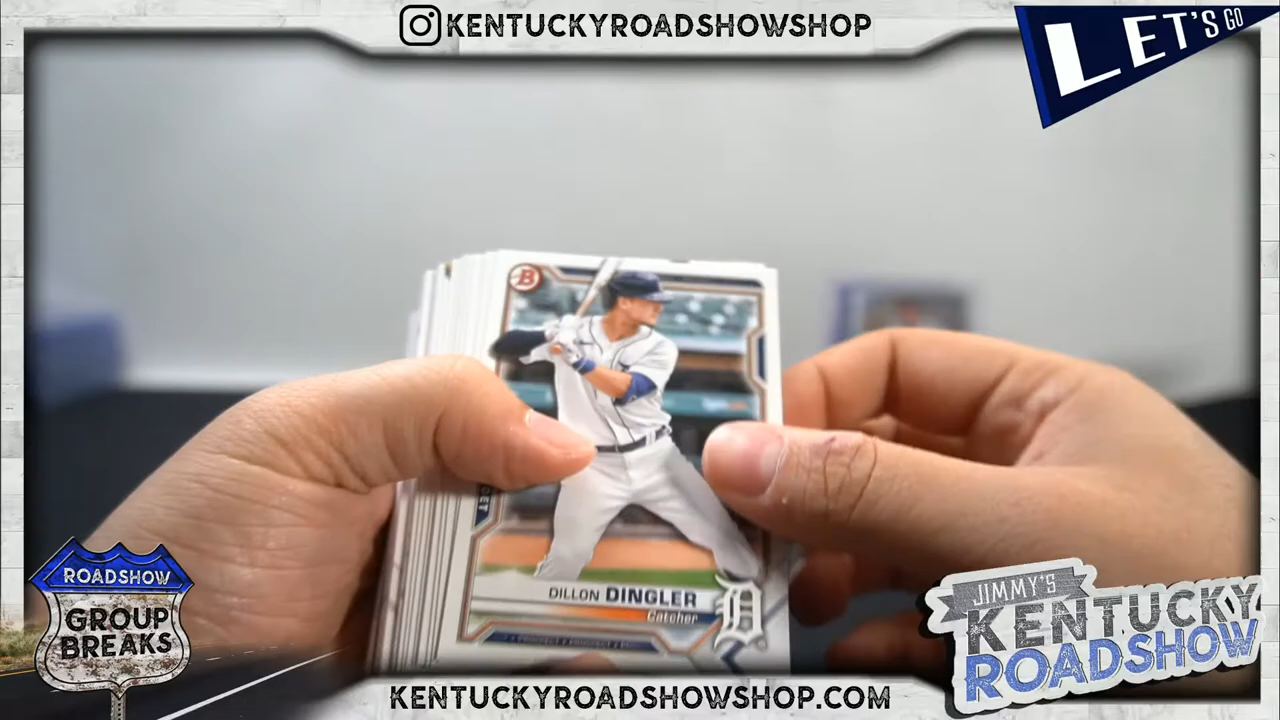 KENTUCKYROADSHOWSHOP
LET'S GO
B
DILLON DINGLER
Catcher
D
ROADSHOW
GROUP
BREAKS
JIMMY'S
KENTUCKY
ROADSHOW
KENTUCKYROADSHOWSHOP.COM